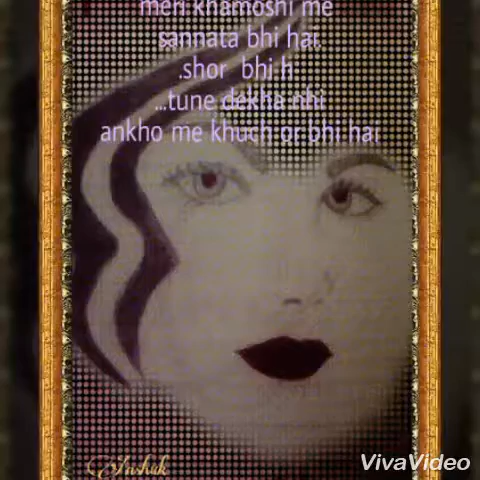 meri khamoshi me
sannata bhi hai.
.shor bhi h
...tune dekha nhi
ankho me khuch or bhi hai
VivaVideo